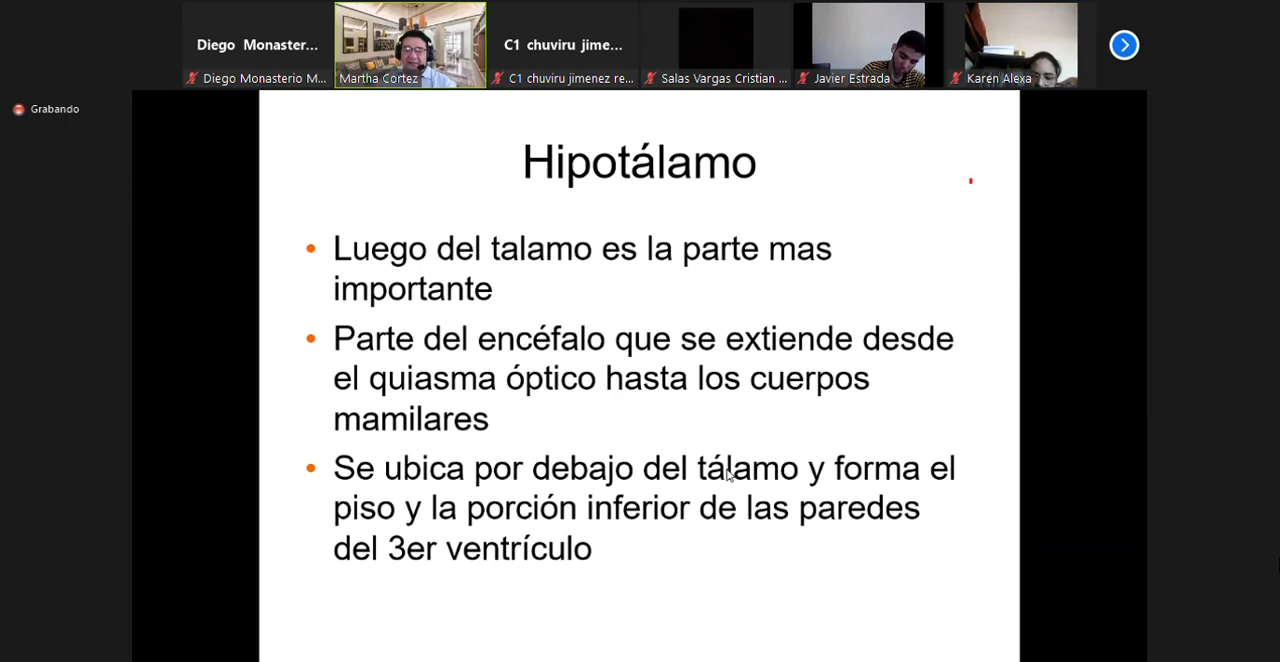 Diego Monaster...
C1 chuviru jime...
Diego Monasterio M...
Martha Cortez
C1 chuviru jimenez re...
Salas Vargas Cristian ...
Javier Estrada
Karen Alexa
Grabando
Hipotálamo
Luego del talamo es la parte mas
importante
Parte del encéfalo que se extiende desde
el quiasma óptico hasta los cuerpos
mamilares
Se ubica por debajo del tálamo y forma el
piso y la porción inferior de las paredes
del 3er ventrículo